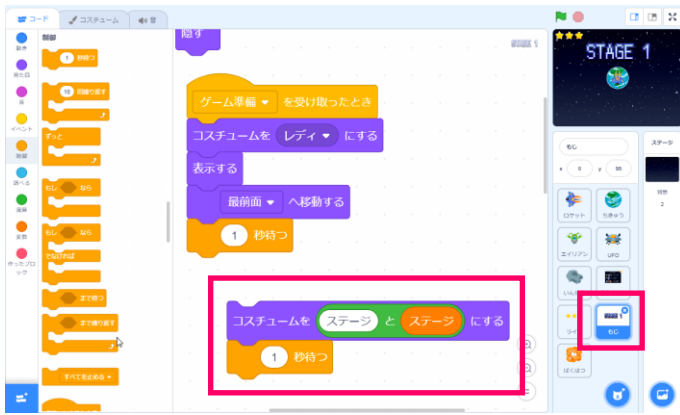 コード
コスチューム
音
制御
動き
見た目
音
イベント
制御
調べる
演算
変数
作ったブロ
ック
1 秒待つ
10 回繰り返す
ずっと
もし なら
もし なら
でなければ
まで待つ
まで繰り返す
すべてを止める
隠す
STAGE 1
ゲーム準備 を受け取ったとき
コスチュームを レディ にする
表示する
最前面 へ移動する
1 秒待つ
コスチュームを ステージ と ステージ にする
1 秒待つ
STAGE 1
もじ
x 0 y
ステージ
背景
2
ロケット
ちきゅう
エイリアン
UFO
STAGE 1
もじ
ばくはつ